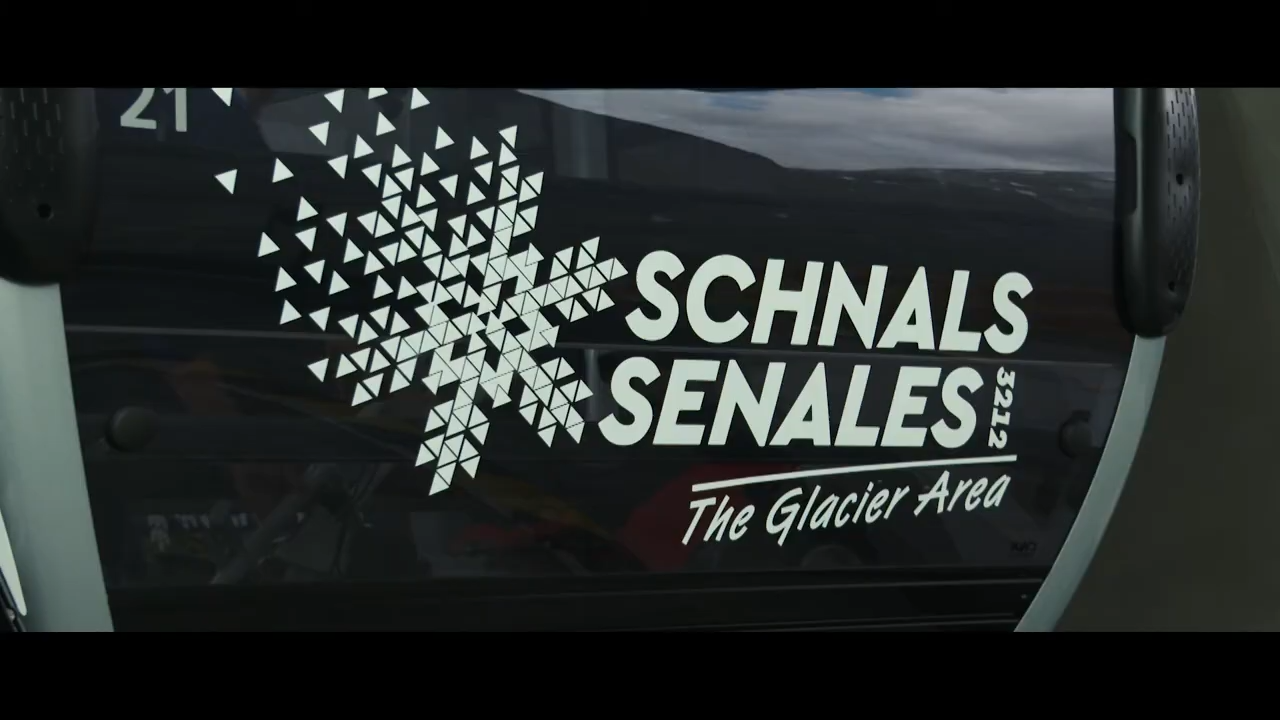 21
SCHNALS
SENALES
3212
The Glacier Area